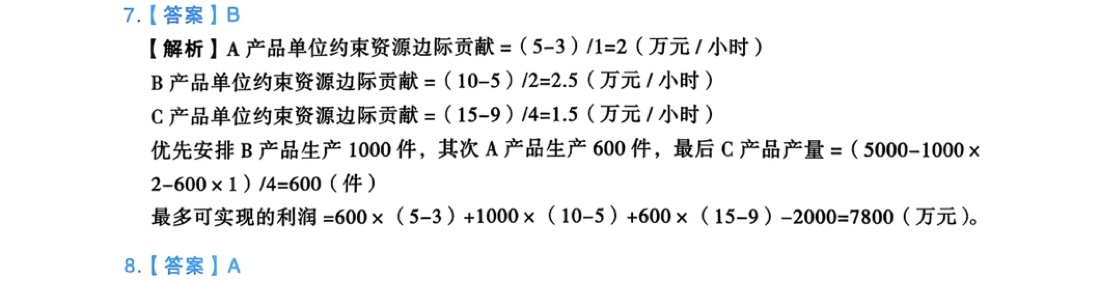 7.【答案】B
【解析】A 产品单位约束资源边际贡献 =（5–3）/1=2（万元 / 小时）
B 产品单位约束资源边际贡献 =（10–5）/2=2.5（万元 / 小时）
C 产品单位约束资源边际贡献 =（15–9）/4=1.5（万元 / 小时）
优先安排 B 产品生产 1000 件，其次 A 产品生产 600 件，最后 C 产品产量 =（5000–1000 ×
2–600 × 1）/4=600（件）
最多可实现的利润 =600 ×（5–3）+1000 ×（10–5）+600 ×（15–9）–2000=7800（万元）。
8.【答案】A